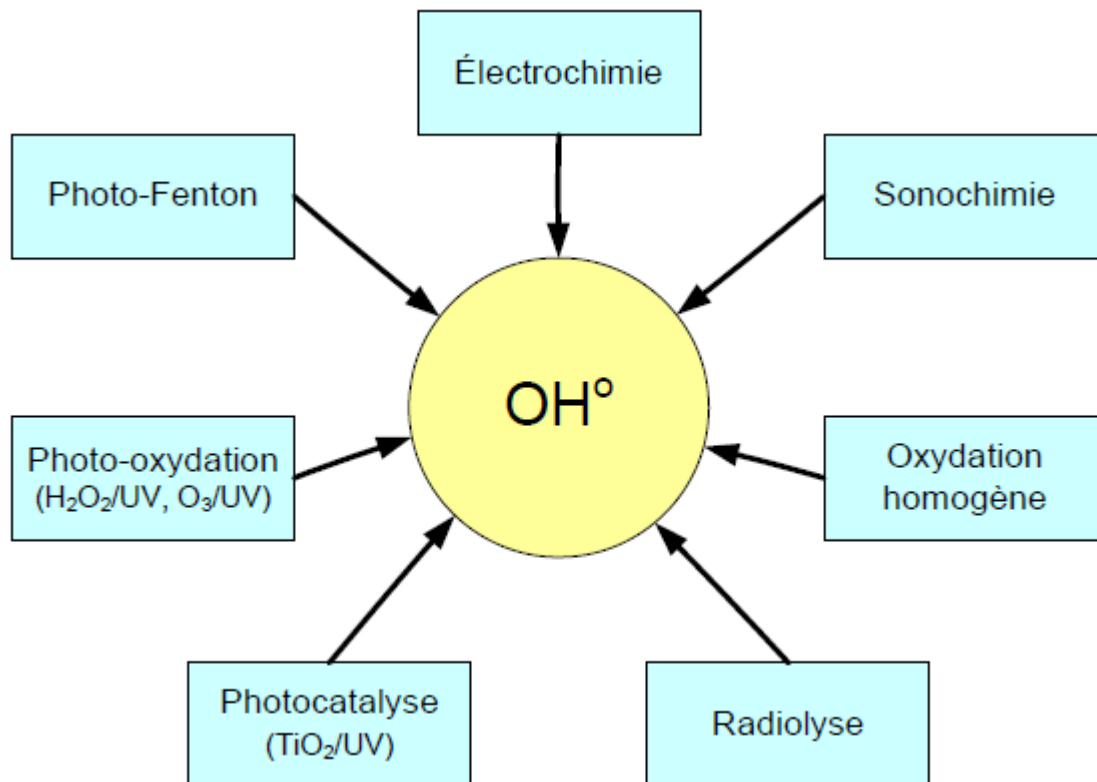 Électrochimie
Photo-Fenton
Sonochimie
OH°
Photo-oxydation
(H₂O₂/UV, O₃/UV)
Oxydation
homogène
Photocatalyse
(TiO₂/UV)
Radiolyse